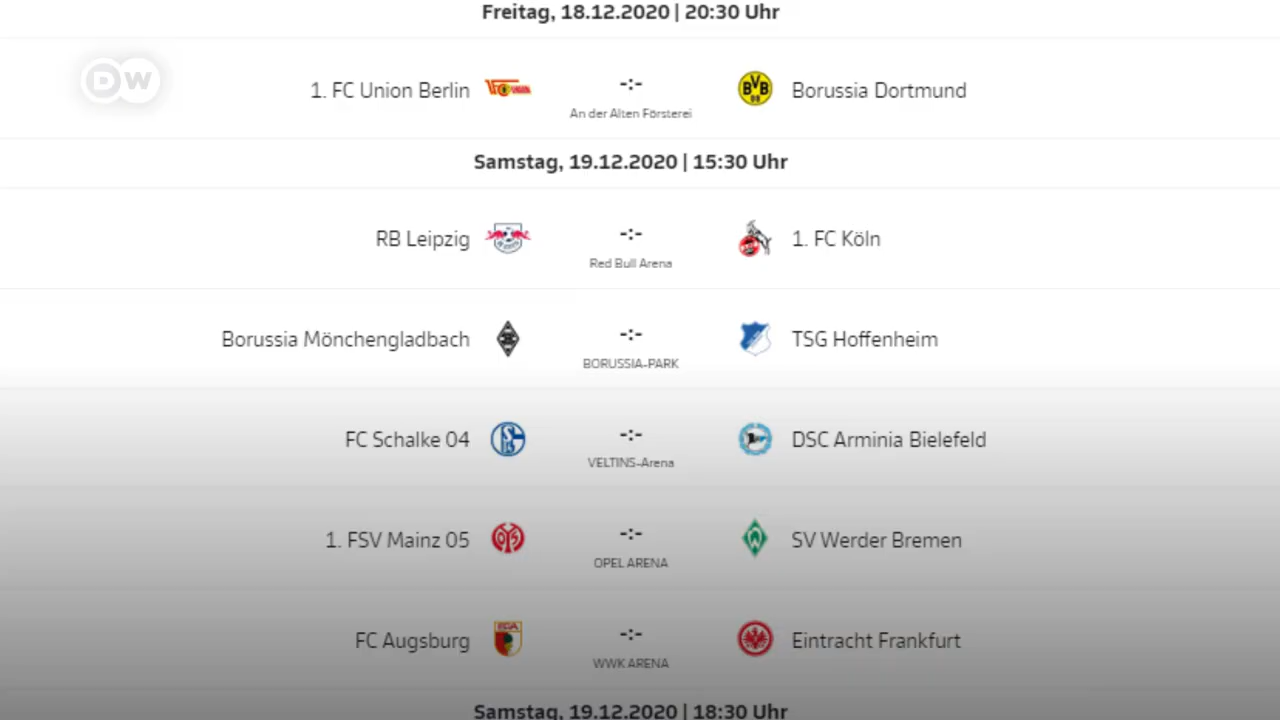 Freitag, 18.12.2020 | 20:30 Uhr
DW
1. FC Union Berlin -:- BVB 09 Borussia Dortmund
An der Alten Försterei
Samstag, 19.12.2020 | 15:30 Uhr
RB Leipzig -:- 1. FC Köln
Red Bull Arena
Borussia Mönchengladbach -:- TSG Hoffenheim
BORUSSIA-PARK
FC Schalke 04 -:- DSC Arminia Bielefeld
VELTINS-Arena
1. FSV Mainz 05 -:- SV Werder Bremen
OPEL ARENA
FC Augsburg FCA -:- Eintracht Frankfurt
WWK ARENA
Samstag, 19.12.2020 | 18:30 Uhr